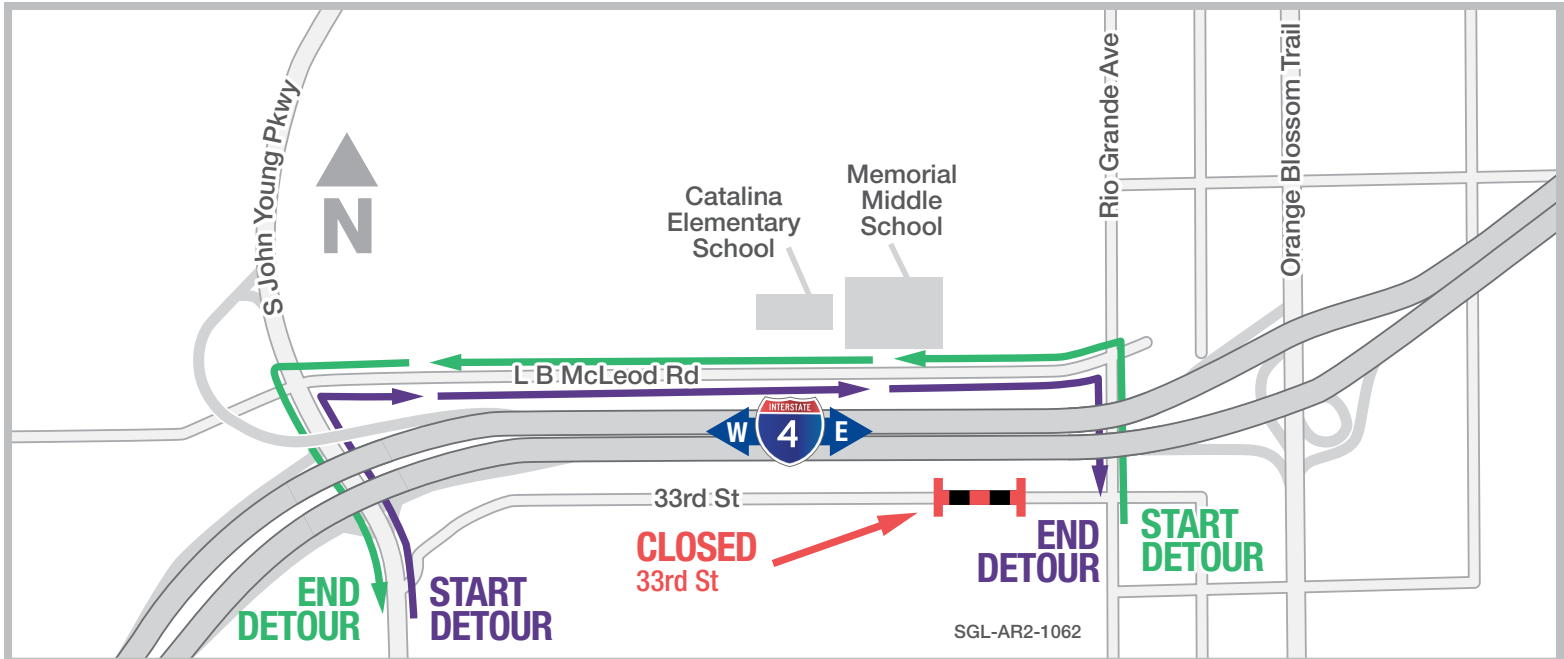 S John Young Pkwy
N
Catalina
Elementary
School
Memorial
Middle
School
Rio Grande Ave
Orange Blossom Trail
L B McLeod Rd
INTERSTATE
W 4 E
33rd St
CLOSED
33rd St
END
DETOUR
START
DETOUR
END
DETOUR
START
DETOUR
SGL-AR2-1062